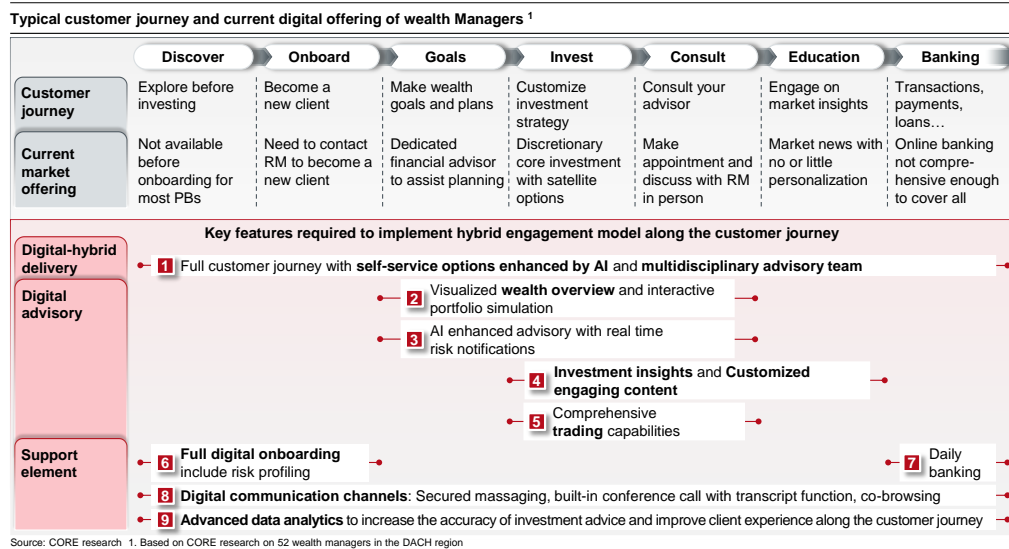 Typical customer journey and current digital offering of wealth Managers 1
Discover
Onboard
Goals
Invest
Consult
Education
Banking
Customer
journey
Explore before
investing
Become a
new client
Make wealth
goals and plans
Customize
investment
strategy
Consult your
advisor
Engage on
market insights
Transactions,
payments,
loans…
Current
market
offering
Not available
before
onboarding for
most PBs
Need to contact
RM to become a
new client
Dedicated
financial advisor
to assist planning
Discretionary
core investment
with satellite
options
Make
appointment and
discuss with RM
in person
Market news with
no or little
personalization
Online banking
not compre-
hensive enough
to cover all
Key features required to implement hybrid engagement model along the customer journey
Digital-hybrid
delivery
1 Full customer journey with self-service options enhanced by AI and multidisciplinary advisory team
Digital
advisory
2 Visualized wealth overview and interactive
portfolio simulation
3 AI enhanced advisory with real time
risk notifications
4 Investment insights and Customized
engaging content
5 Comprehensive
trading capabilities
Support
element
6 Full digital onboarding
include risk profiling
7 Daily
banking
8 Digital communication channels: Secured massaging, built-in conference call with transcript function, co-browsing
9 Advanced data analytics to increase the accuracy of investment advice and improve client experience along the customer journey
Source: CORE research 1. Based on CORE research on 52 wealth managers in the DACH region